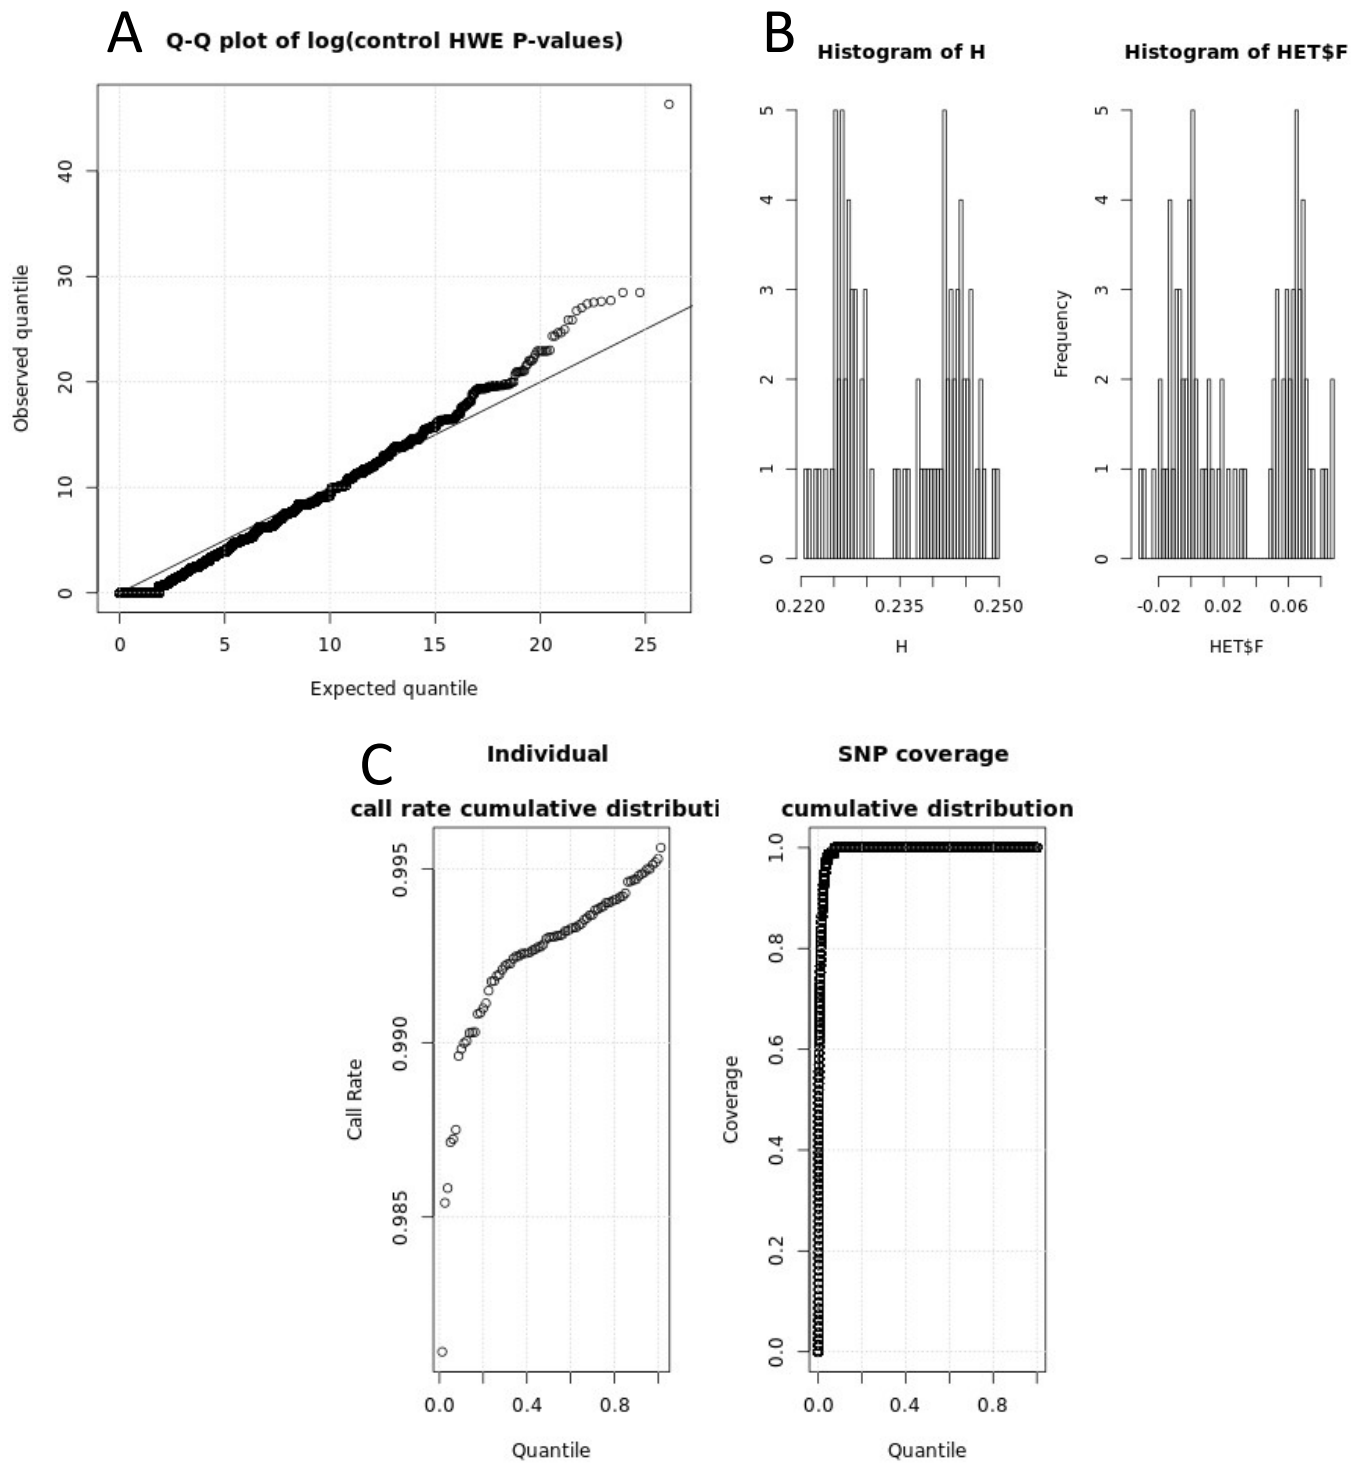 A
Q-Q plot of log(control HWE P-values)
Observed quantile
40
30
20
10
0
0 5 10 15 20 25
Expected quantile
B
Histogram of H
5
4
3
2
1
0
0.220 0.235 0.250
H
Histogram of HET$F
Frequency
5
4
3
2
1
0
-0.02 0.02 0.06
HET$F
C
Individual
call rate cumulative distributi
Call Rate
0.995
0.990
0.985
0.0 0.4 0.8
Quantile
SNP coverage
cumulative distribution
Coverage
1.0
0.8
0.6
0.4
0.2
0.0
0.0 0.4 0.8
Quantile